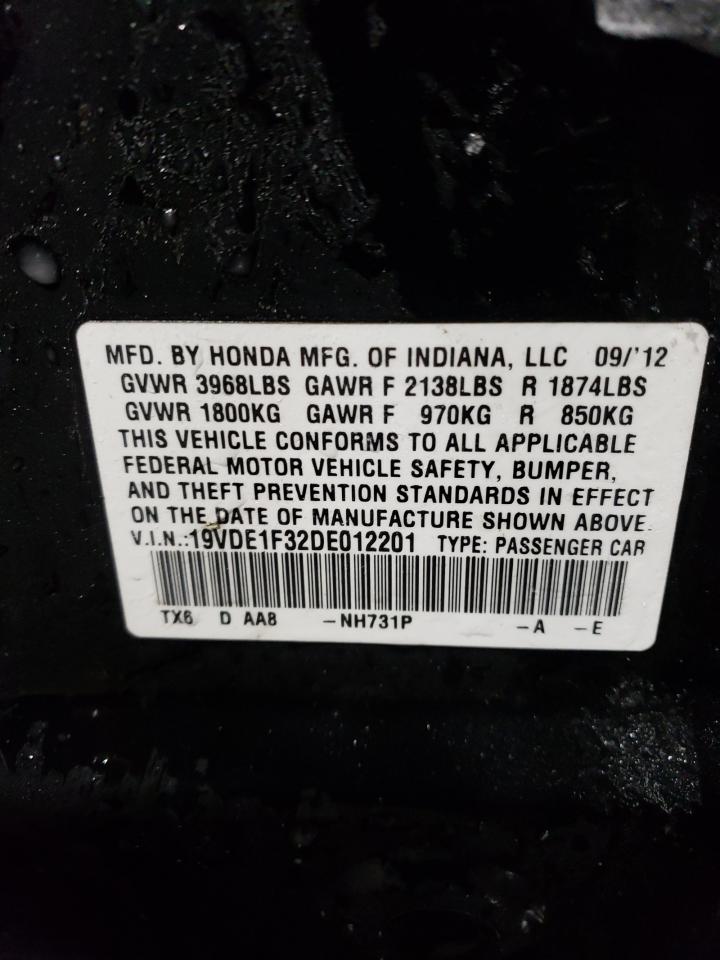 MFD. BY HONDA MFG. OF INDIANA, LLC 09/'12
GVWR 3968LBS GAWR F 2138LBS R 1874LBS
GVWR 1800KG GAWR F 970KG R 850KG
THIS VEHICLE CONFORMS TO ALL APPLICABLE
FEDERAL MOTOR VEHICLE SAFETY, BUMPER,
AND THEFT PREVENTION STANDARDS IN EFFECT
ON THE DATE OF MANUFACTURE SHOWN ABOVE.
V.I.N.:19VDE1F32DE012201 TYPE: PASSENGER CAR
TX6 D AA8 -NH731P -A -E